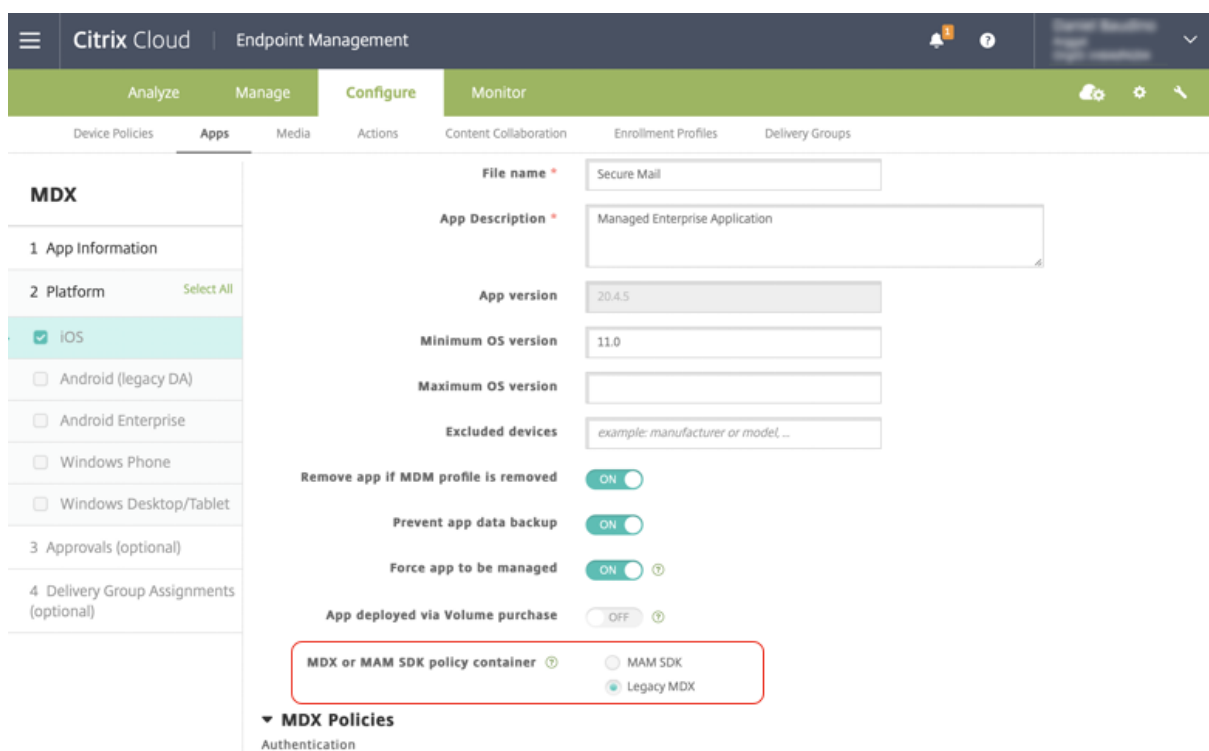 Citrix Cloud | Endpoint Management
1
?
Analyze Manage Configure Monitor
Device Policies Apps Media Actions Content Collaboration Enrollment Profiles Delivery Groups
MDX
1 App Information
2 Platform Select All
iOS
Android (legacy DA)
Android Enterprise
Windows Phone
Windows Desktop/Tablet
3 Approvals (optional)
4 Delivery Group Assignments
(optional)
File name * Secure Mail
App Description * Managed Enterprise Application
App version 20.4.5
Minimum OS version 11.0
Maximum OS version
Excluded devices example: manufacturer or model, ...
Remove app if MDM profile is removed ON
Prevent app data backup ON
Force app to be managed ON ?
App deployed via Volume purchase OFF ?
MDX or MAM SDK policy container ? MAM SDK
Legacy MDX
MDX Policies
Authentication